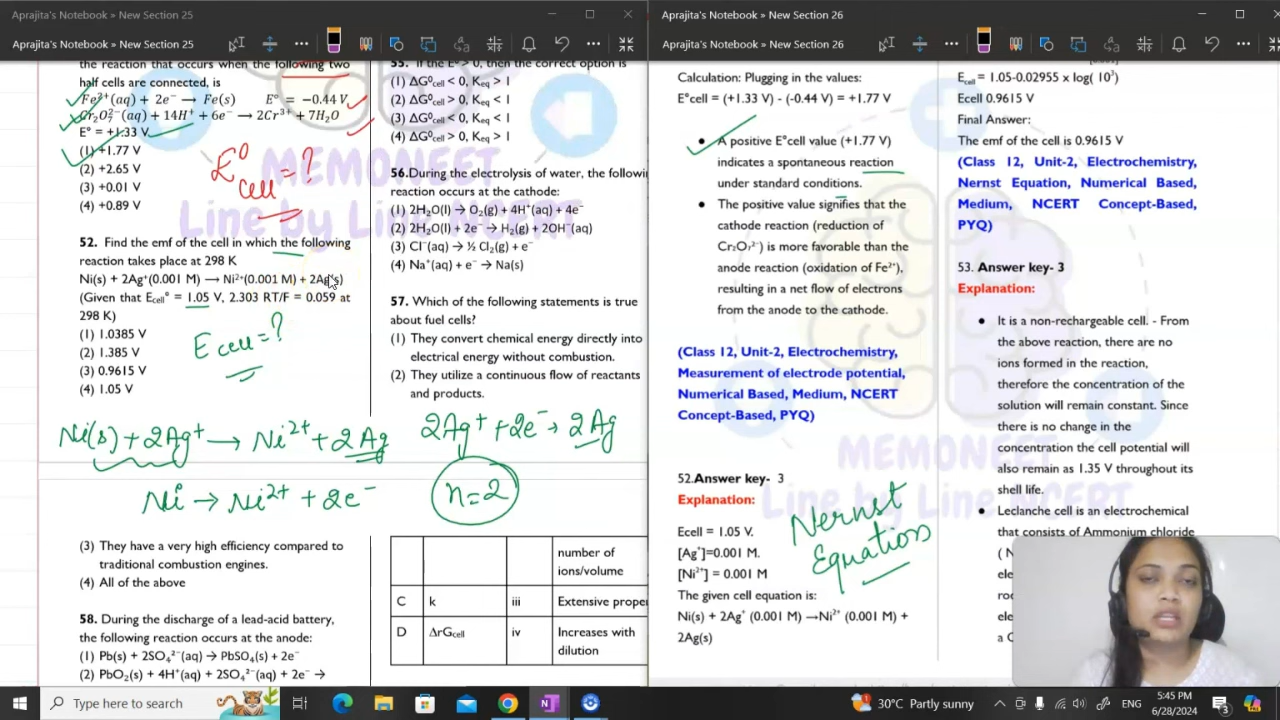 Aprajita's Notebook » New Section 25
Aprajita's Notebook » New Section 25
the reaction that occurs when the following two
half cells are connected, is
Fe²⁺(aq) + 2e⁻ → Fe(s) E° = −0.44 V
Cr₂O₇²⁻(aq) + 14H⁺ + 6e⁻ → 2Cr³⁺ + 7H₂O
E° = +1.33 V
(1) +1.77 V
(2) +2.65 V
(3) +0.01 V
(4) +0.89 V
E⁰cell = ?
52. Find the emf of the cell in which the following
reaction takes place at 298 K
Ni(s) + 2Ag⁺(0.001 M) → Ni²⁺(0.001 M) + 2Ag(s)
(Given that Ecell° = 1.05 V, 2.303 RT/F = 0.059 at
298 K)
(1) 1.0385 V
(2) 1.385 V
(3) 0.9615 V
(4) 1.05 V
E cell = ?
Ni(s) + 2Ag⁺ → Ni²⁺ + 2Ag
Ni → Ni²⁺ + 2e⁻
(3) They have a very high efficiency compared to
traditional combustion engines.
(4) All of the above
58. During the discharge of a lead-acid battery,
the following reaction occurs at the anode:
(1) Pb(s) + 2SO₄²⁻(aq) → PbSO₄(s) + 2e⁻
(2) PbO₂(s) + 4H⁺(aq) + 2SO₄²⁻(aq) + 2e⁻ →
55. If the E° > 0, then the correct option is
(1) ΔG⁰cell < 0, Keq > 1
(2) ΔG⁰cell > 0, Keq < 1
(3) ΔG⁰cell < 0, Keq < 1
(4) ΔG⁰cell > 0, Keq > 1
56.During the electrolysis of water, the followi
reaction occurs at the cathode:
(1) 2H₂O(l) → O₂(g) + 4H⁺(aq) + 4e⁻
(2) 2H₂O(l) + 2e⁻ → H₂(g) + 2OH⁻(aq)
(3) Cl⁻(aq) → ½ Cl₂(g) + e⁻
(4) Na⁺(aq) + e⁻ → Na(s)
57. Which of the following statements is true
about fuel cells?
(1) They convert chemical energy directly into
electrical energy without combustion.
(2) They utilize a continuous flow of reactants
and products.
2Ag⁺ + 2e⁻ → 2Ag
n=2
number of
ions/volume
C k iii Extensive prope
D ΔrGcell iv Increases with
dilution
MEMONEET
Line by Line NCERT
Aprajita's Notebook » New Section 26
Aprajita's Notebook » New Section 26
Calculation: Plugging in the values:
E°cell = (+1.33 V) - (-0.44 V) = +1.77 V
• A positive E°cell value (+1.77 V)
indicates a spontaneous reaction
under standard conditions.
• The positive value signifies that the
cathode reaction (reduction of
Cr₂O₇²⁻) is more favorable than the
anode reaction (oxidation of Fe²⁺),
resulting in a net flow of electrons
from the anode to the cathode.
(Class 12, Unit-2, Electrochemistry,
Measurement of electrode potential,
Numerical Based, Medium, NCERT
Concept-Based, PYQ)
52.Answer key- 3
Explanation:
Ecell = 1.05 V.
[Ag⁺]=0.001 M.
[Ni²⁺] = 0.001 M
The given cell equation is:
Ni(s) + 2Ag⁺ (0.001 M) →Ni²⁺ (0.001 M) +
2Ag(s)
Nernst
Equation
Ecell = 1.05-0.02955 × log( 10³)
Ecell 0.9615 V
Final Answer:
The emf of the cell is 0.9615 V
(Class 12, Unit-2, Electrochemistry,
Nernst Equation, Numerical Based,
Medium, NCERT Concept-Based,
PYQ)
53. Answer key- 3
Explanation:
• It is a non-rechargeable cell. - From
the above reaction, there are no
ions formed in the reaction,
therefore the concentration of the
solution will remain constant. Since
there is no change in the
concentration the cell potential will
also remain as 1.35 V throughout its
shell life.
• Leclanche cell is an electrochemical
that consists of Ammonium chloride
( N
ele
ele
a C
MEMONEET
Line by Line NCERT
Type here to search
30°C Partly sunny
ENG
5:45 PM
6/28/2024
3